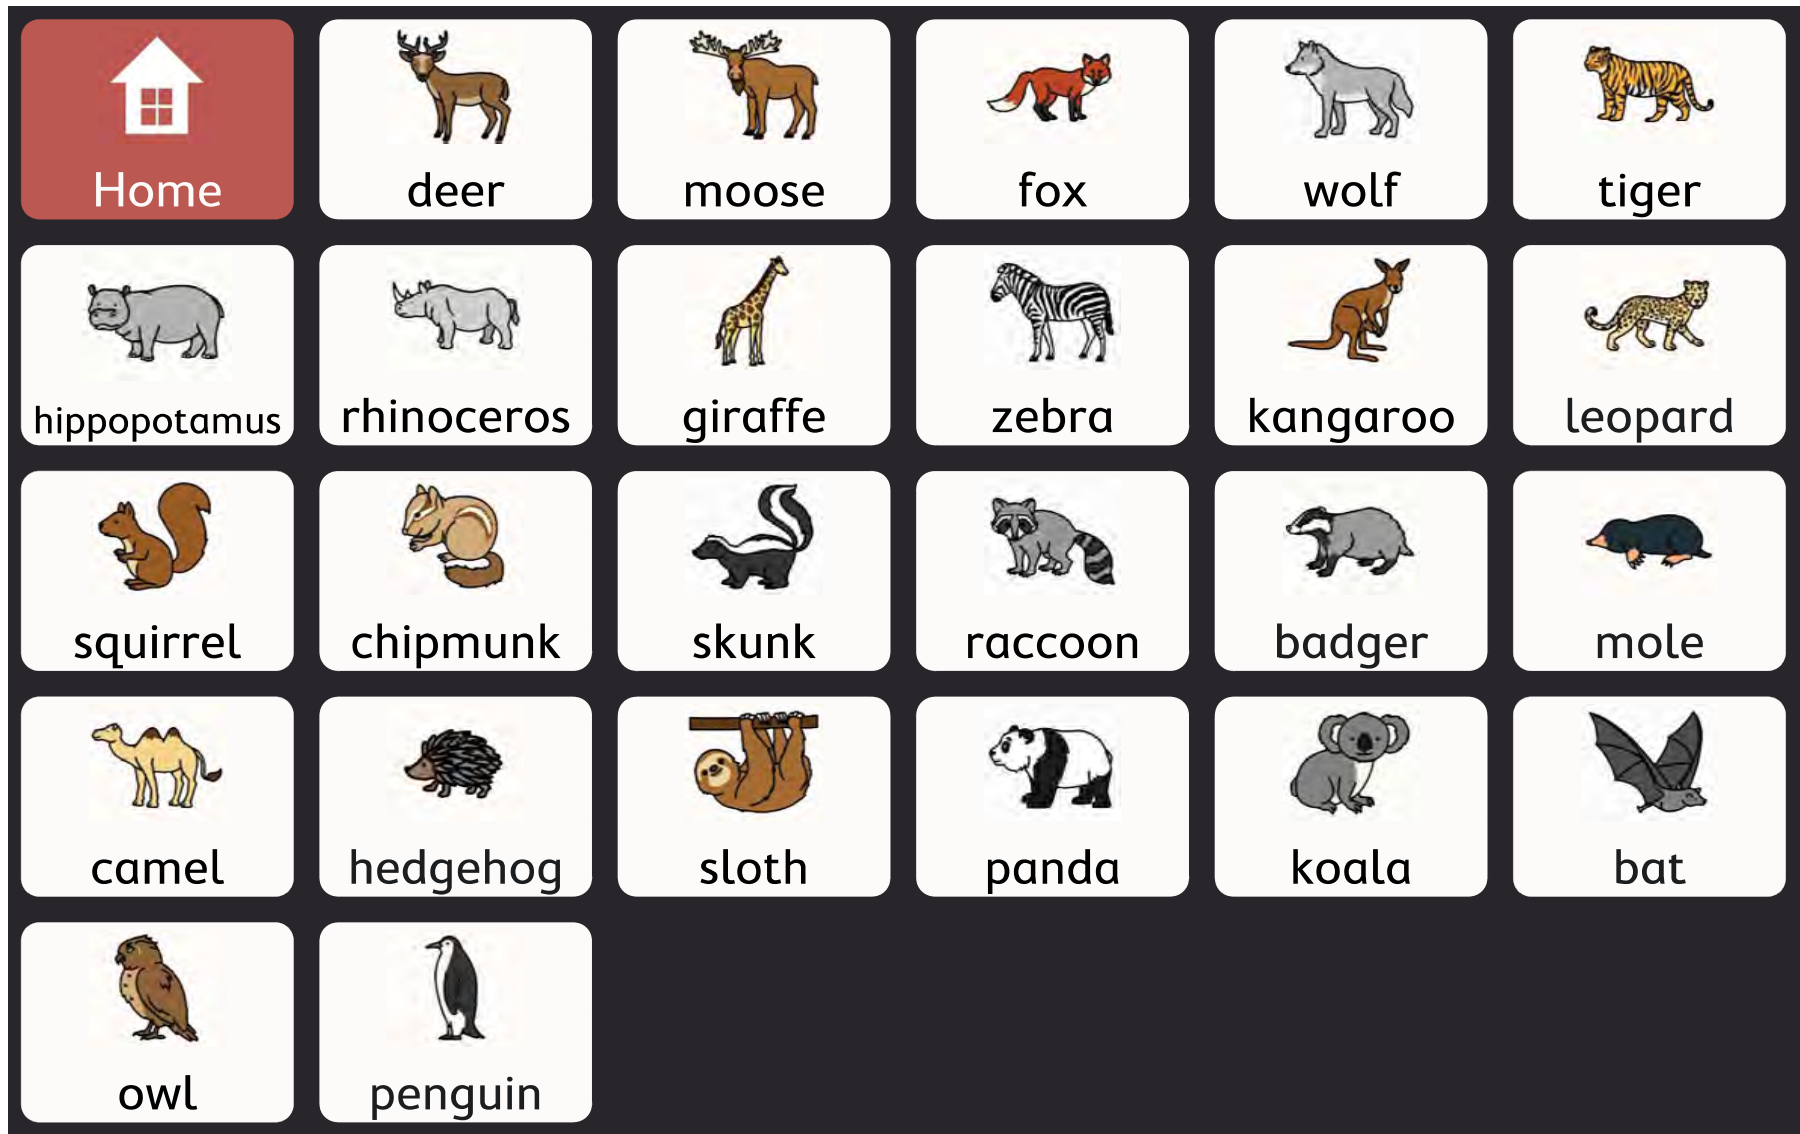 Home
deer
moose
fox
wolf
tiger
hippopotamus
rhinoceros
giraffe
zebra
kangaroo
leopard
squirrel
chipmunk
skunk
raccoon
badger
mole
camel
hedgehog
sloth
panda
koala
bat
owl
penguin